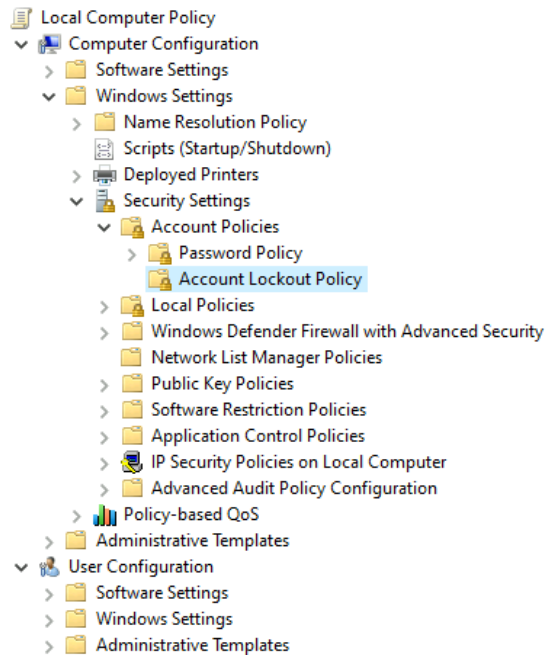 Local Computer Policy
Computer Configuration
Software Settings
Windows Settings
Name Resolution Policy
Scripts (Startup/Shutdown)
Deployed Printers
Security Settings
Account Policies
Password Policy
Account Lockout Policy
Local Policies
Windows Defender Firewall with Advanced Security
Network List Manager Policies
Public Key Policies
Software Restriction Policies
Application Control Policies
IP Security Policies on Local Computer
Advanced Audit Policy Configuration
Policy-based QoS
Administrative Templates
User Configuration
Software Settings
Windows Settings
Administrative Templates